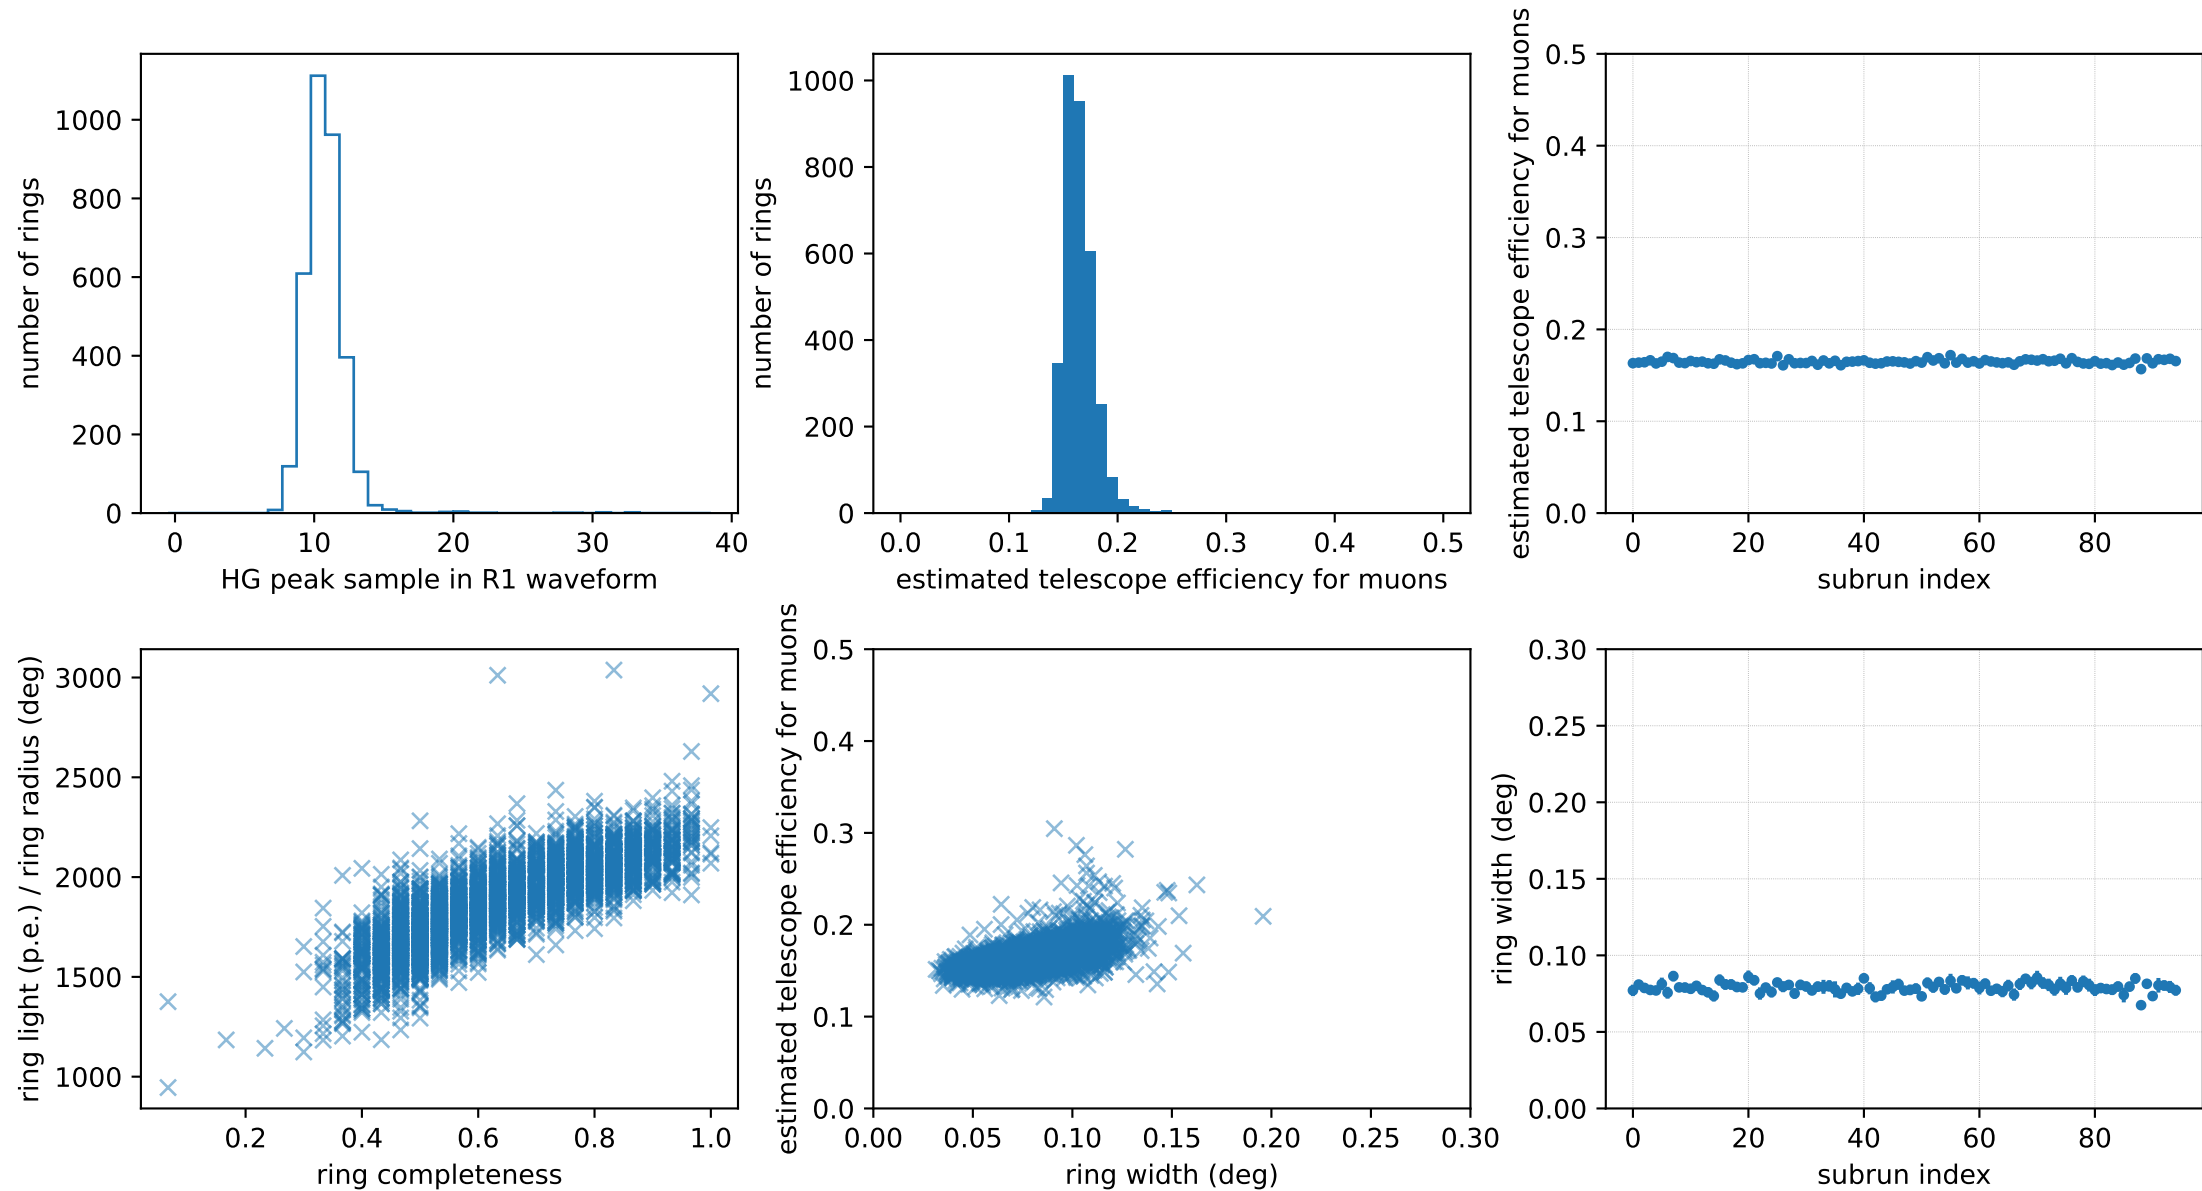 number of rings
1000
800
600
400
200
0
0 10 20 30 40
HG peak sample in R1 waveform
number of rings
1000
800
600
400
200
0
0.0 0.1 0.2 0.3 0.4 0.5
estimated telescope efficiency for muons
estimated telescope efficiency for muons
0.5
0.4
0.3
0.2
0.1
0.0
0 20 40 60 80
subrun index
ring light (p.e.) / ring radius (deg)
3000
2500
2000
1500
1000
0.2 0.4 0.6 0.8 1.0
ring completeness
estimated telescope efficiency for muons
0.5
0.4
0.3
0.2
0.1
0.0
0.00 0.05 0.10 0.15 0.20 0.25 0.30
ring width (deg)
ring width (deg)
0.30
0.25
0.20
0.15
0.10
0.05
0.00
0 20 40 60 80
subrun index